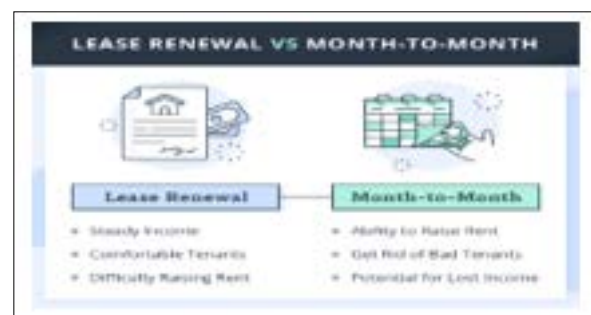 LEASE RENEWAL VS MONTH-TO-MONTH
Lease Renewal
Steady Income
Comfortable Tenants
Difficulty Raising Rent
Month-to-Month
Ability to Raise Rent
Get Rid of Bad Tenants
Potential for Lost Income